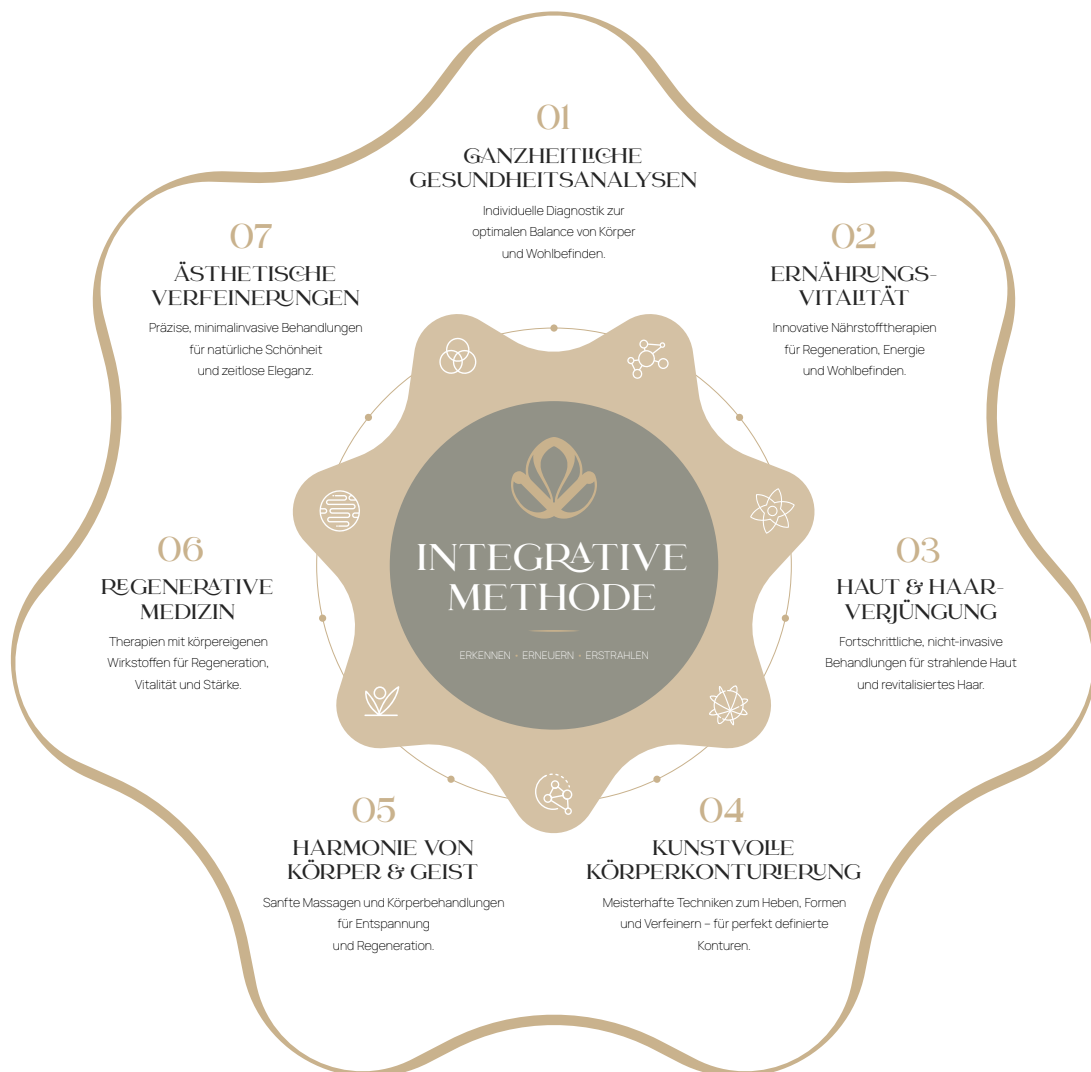 01
GANZHEITLICHE
GESUNDHEITSANALYSEN
Individuelle Diagnostik zur
optimalen Balance von Körper
und Wohlbefinden.
02
ERNÄHRUNGS-
VITALITÄT
Innovative Nährstofftherapien
für Regeneration, Energie
und Wohlbefinden.
03
HAUT & HAAR-
VERJÜNGUNG
Fortschrittliche, nicht-invasive
Behandlungen für strahlende Haut
und revitalisiertes Haar.
04
KUNSTVOLLE
KÖRPERKONTURIERUNG
Meisterhafte Techniken zum Heben, Formen
und Verfeinern – für perfekt definierte
Konturen.
05
HARMONIE VON
KÖRPER & GEIST
Sanfte Massagen und Körperbehandlungen
für Entspannung
und Regeneration.
06
REGENERATIVE
MEDIZIN
Therapien mit körpereigenen
Wirkstoffen für Regeneration,
Vitalität und Stärke.
07
ÄSTHETISCHE
VERFEINERUNGEN
Präzise, minimalinvasive Behandlungen
für natürliche Schönheit
und zeitlose Eleganz.
INTEGRATIVE
METHODE
ERKENNEN - ERNEUERN - ERSTRAHLEN